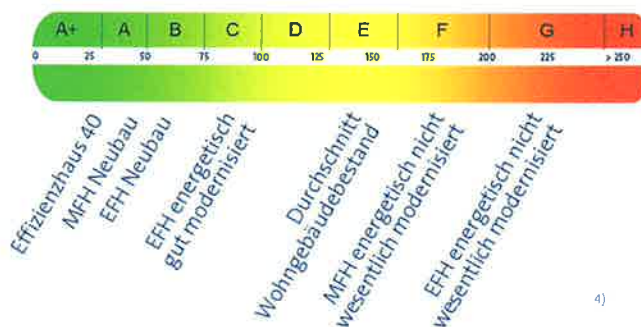 A+ A B C D E F G H
0 25 50 75 100 125 150 175 200 225 > 250
Effizienzhaus 40
MFH Neubau
EFH Neubau
EFH energetisch
gut modernisiert
Durchschnitt
Wohngebäudebestand
MFH energetisch nicht
wesentlich modernisiert
EFH energetisch nicht
wesentlich modernisiert
4)